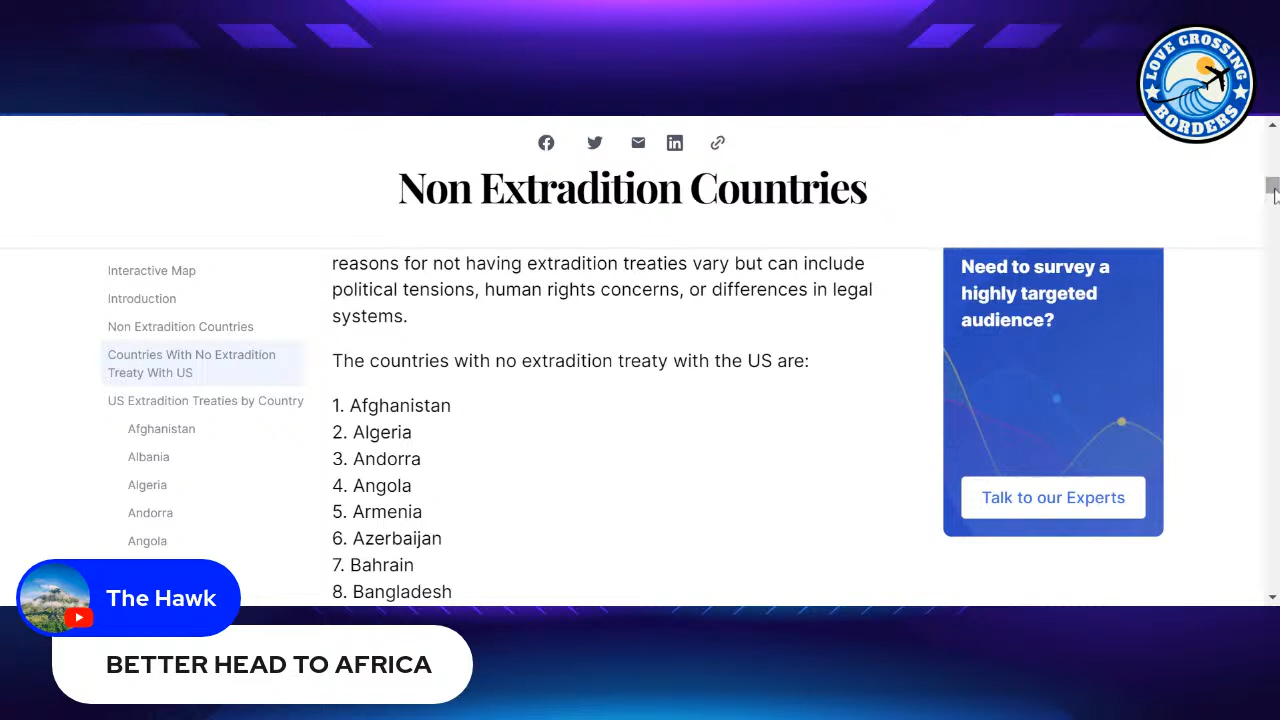 LOVE CROSSING
BORDERS
Non Extradition Countries
Interactive Map
Introduction
Non Extradition Countries
Countries With No Extradition
Treaty With US
US Extradition Treaties by Country
Afghanistan
Albania
Algeria
Andorra
Angola
reasons for not having extradition treaties vary but can include
political tensions, human rights concerns, or differences in legal
systems.
The countries with no extradition treaty with the US are:
1. Afghanistan
2. Algeria
3. Andorra
4. Angola
5. Armenia
6. Azerbaijan
7. Bahrain
8. Bangladesh
Need to survey a
highly targeted
audience?
Talk to our Experts
The Hawk
BETTER HEAD TO AFRICA